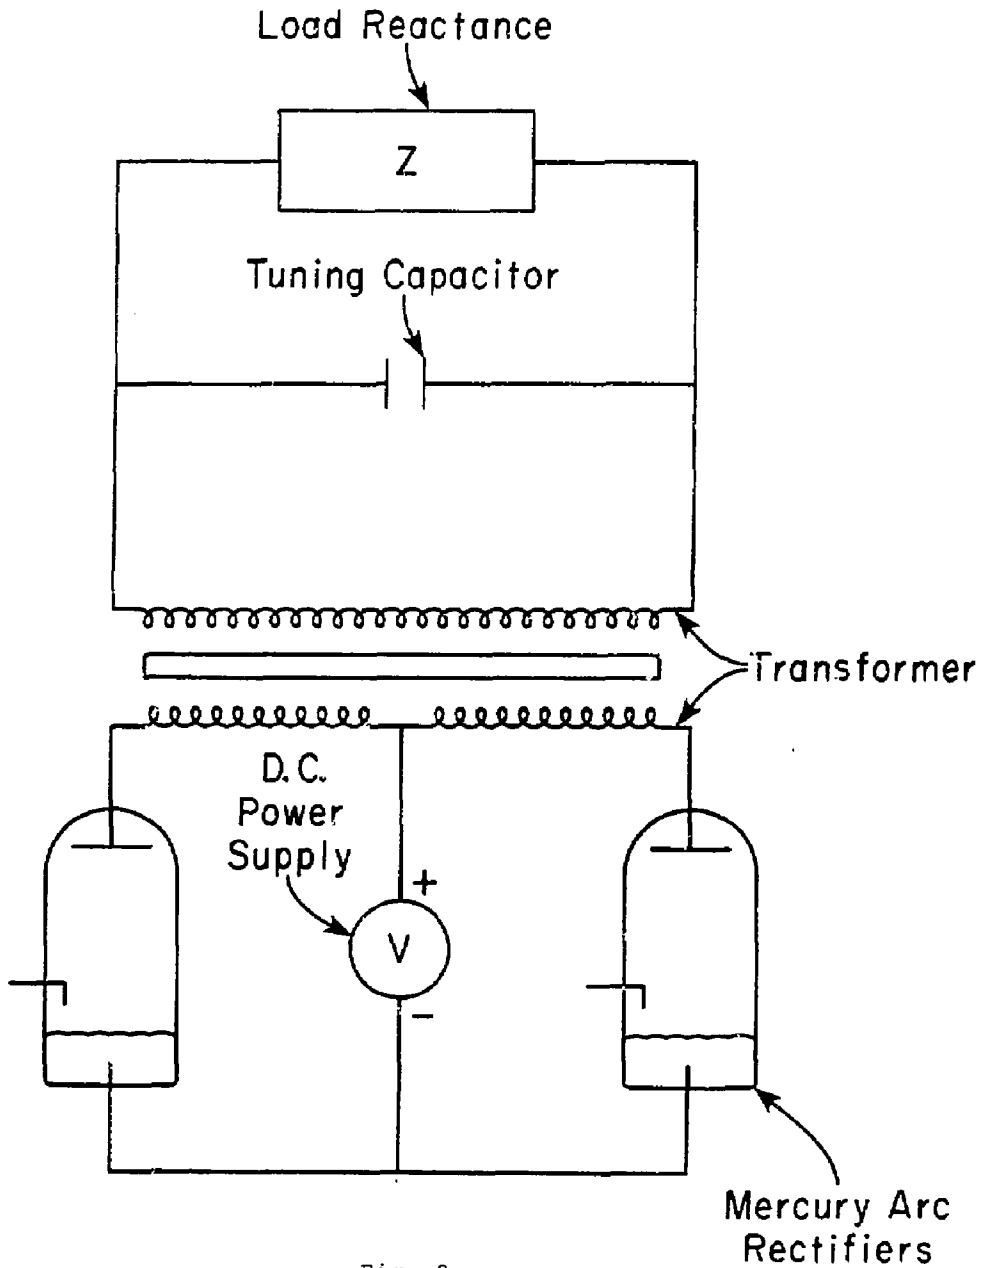 Load Reactance
Z
Tuning Capacitor
Transformer
D.C.
Power
Supply
+
V
−
Mercury Arc
Rectifiers